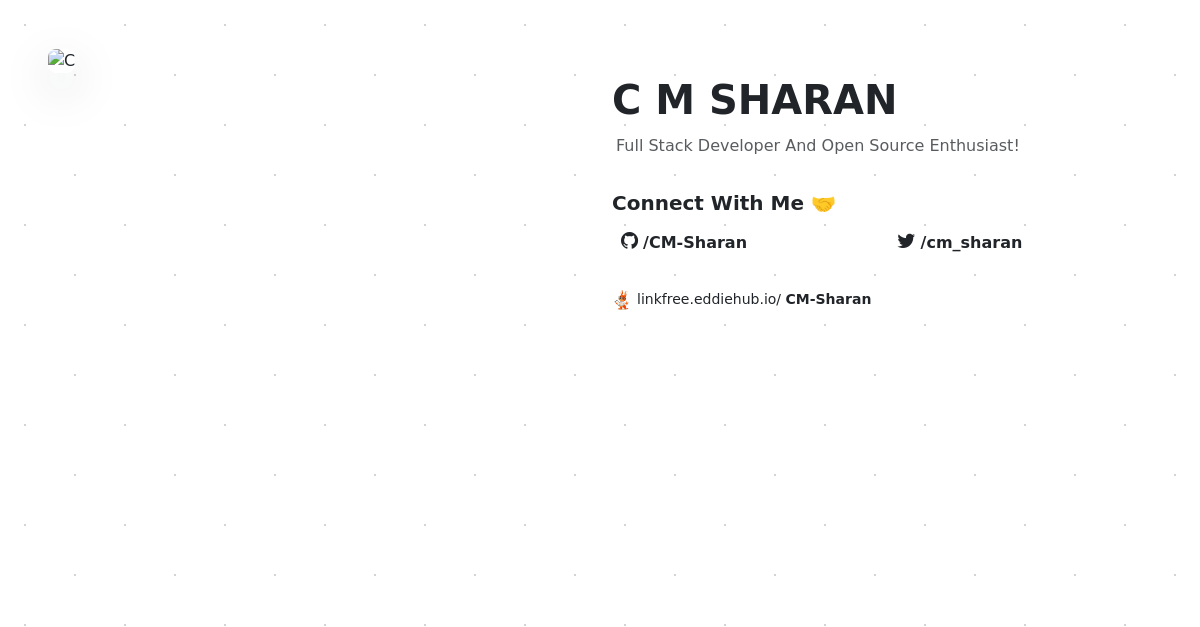 C
C M SHARAN
Full Stack Developer And Open Source Enthusiast!
Connect With Me 🤝
/CM-Sharan
/cm_sharan
linkfree.eddiehub.io/ CM-Sharan